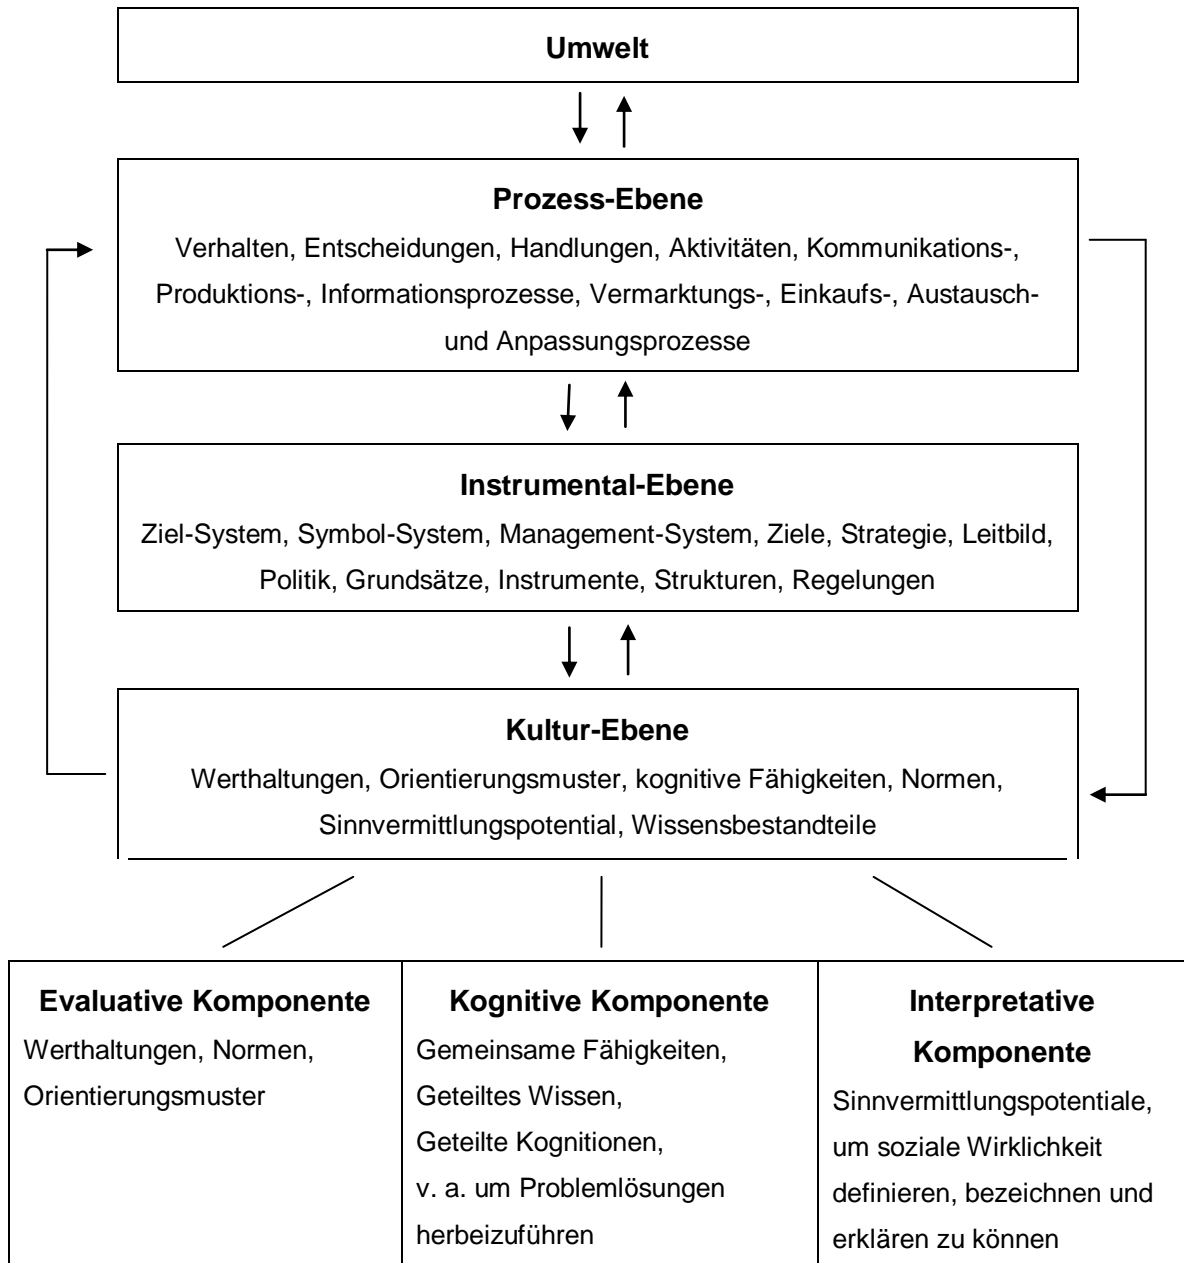 Umwelt
Prozess-Ebene
Verhalten, Entscheidungen, Handlungen, Aktivitäten, Kommunikations-,
Produktions-, Informationsprozesse, Vermarktungs-, Einkaufs-, Austausch-
und Anpassungsprozesse
Instrumental-Ebene
Ziel-System, Symbol-System, Management-System, Ziele, Strategie, Leitbild,
Politik, Grundsätze, Instrumente, Strukturen, Regelungen
Kultur-Ebene
Werthaltungen, Orientierungsmuster, kognitive Fähigkeiten, Normen,
Sinnvermittlungspotential, Wissensbestandteile
Evaluative Komponente
Werthaltungen, Normen,
Orientierungsmuster
Kognitive Komponente
Gemeinsame Fähigkeiten,
Geteiltes Wissen,
Geteilte Kognitionen,
v. a. um Problemlösungen
herbeizuführen
Interpretative
Komponente
Sinnvermittlungspotentiale,
um soziale Wirklichkeit
definieren, bezeichnen und
erklären zu können